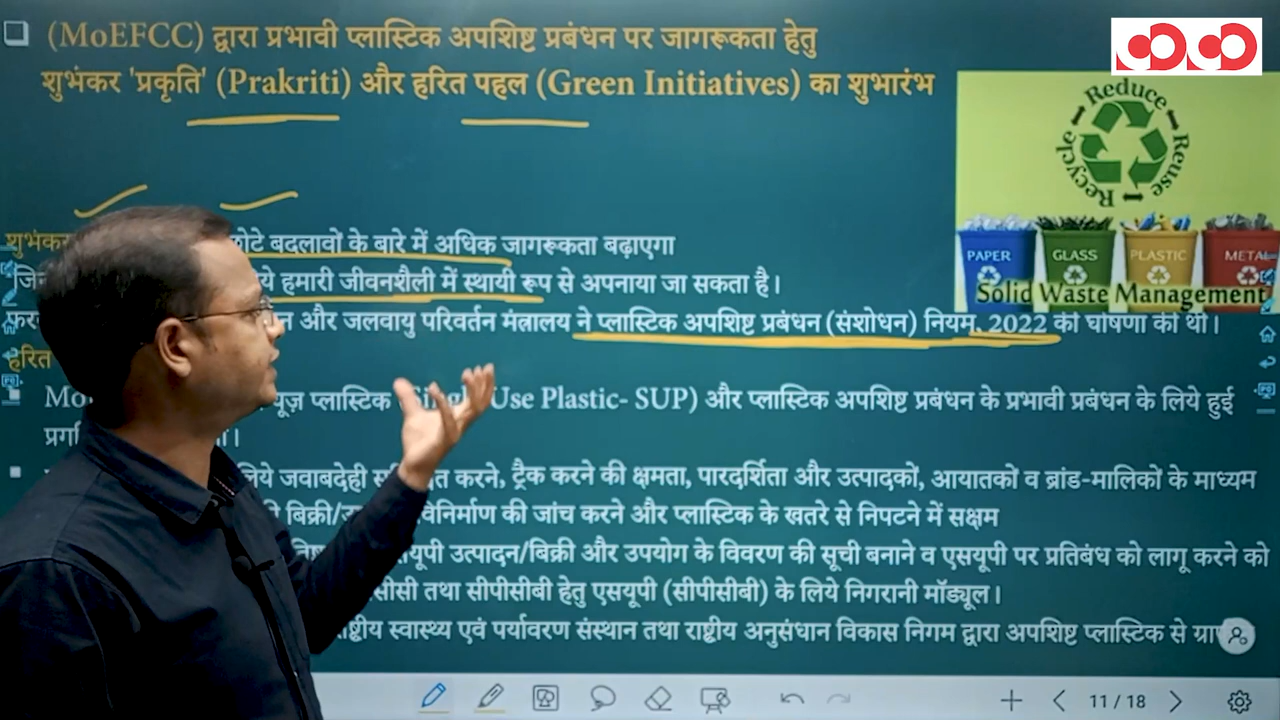 (MoEFCC) द्वारा प्रभावी प्लास्टिक अपशिष्ट प्रबंधन पर जागरूकता हेतु
शुभंकर 'प्रकृति' (Prakriti) और हरित पहल (Green Initiatives) का शुभारंभ
Reduce
Reuse
Recycle
PAPER
GLASS
PLASTIC
METAL
Solid Waste Management
बदलावों के बारे में अधिक जागरूकता बढ़ाएगा
हमारी जीवनशैली में स्थायी रूप से अपनाया जा सकता है।
और जलवायु परिवर्तन मंत्रालय ने प्लास्टिक अपशिष्ट प्रबंधन (संशोधन) नियम, 2022 की घोषणा की थी।
हरित
प्लास्टिक Use Plastic- SUP) और प्लास्टिक अपशिष्ट प्रबंधन के प्रभावी प्रबंधन के लिये हुई
लिये जवाबदेही करने, ट्रैक करने की क्षमता, पारदर्शिता और उत्पादकों, आयातकों व ब्रांड-मालिकों के माध्यम
की जांच करने और प्लास्टिक के खतरे से निपटने में सक्षम
उत्पादन/बिक्री और उपयोग के विवरण की सूची बनाने व एसयूपी पर प्रतिबंध को लागू करने को
तथा सीपीसीबी हेतु एसयूपी (सीपीसीबी) के लिये निगरानी मॉड्यूल।
स्वास्थ्य एवं पर्यावरण संस्थान तथा राष्ट्रीय अनुसंधान विकास निगम द्वारा अपशिष्ट प्लास्टिक से
11 / 18